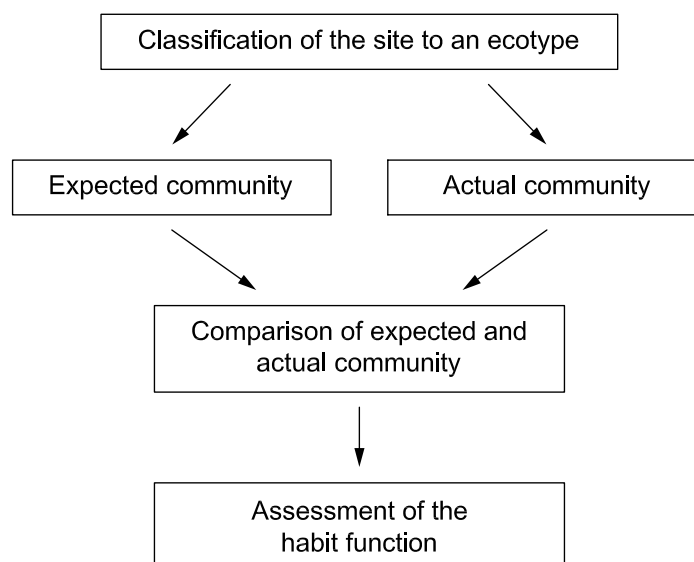 Classification of the site to an ecotype
Expected community
Actual community
Comparison of expected and
actual community
Assessment of the
habit function